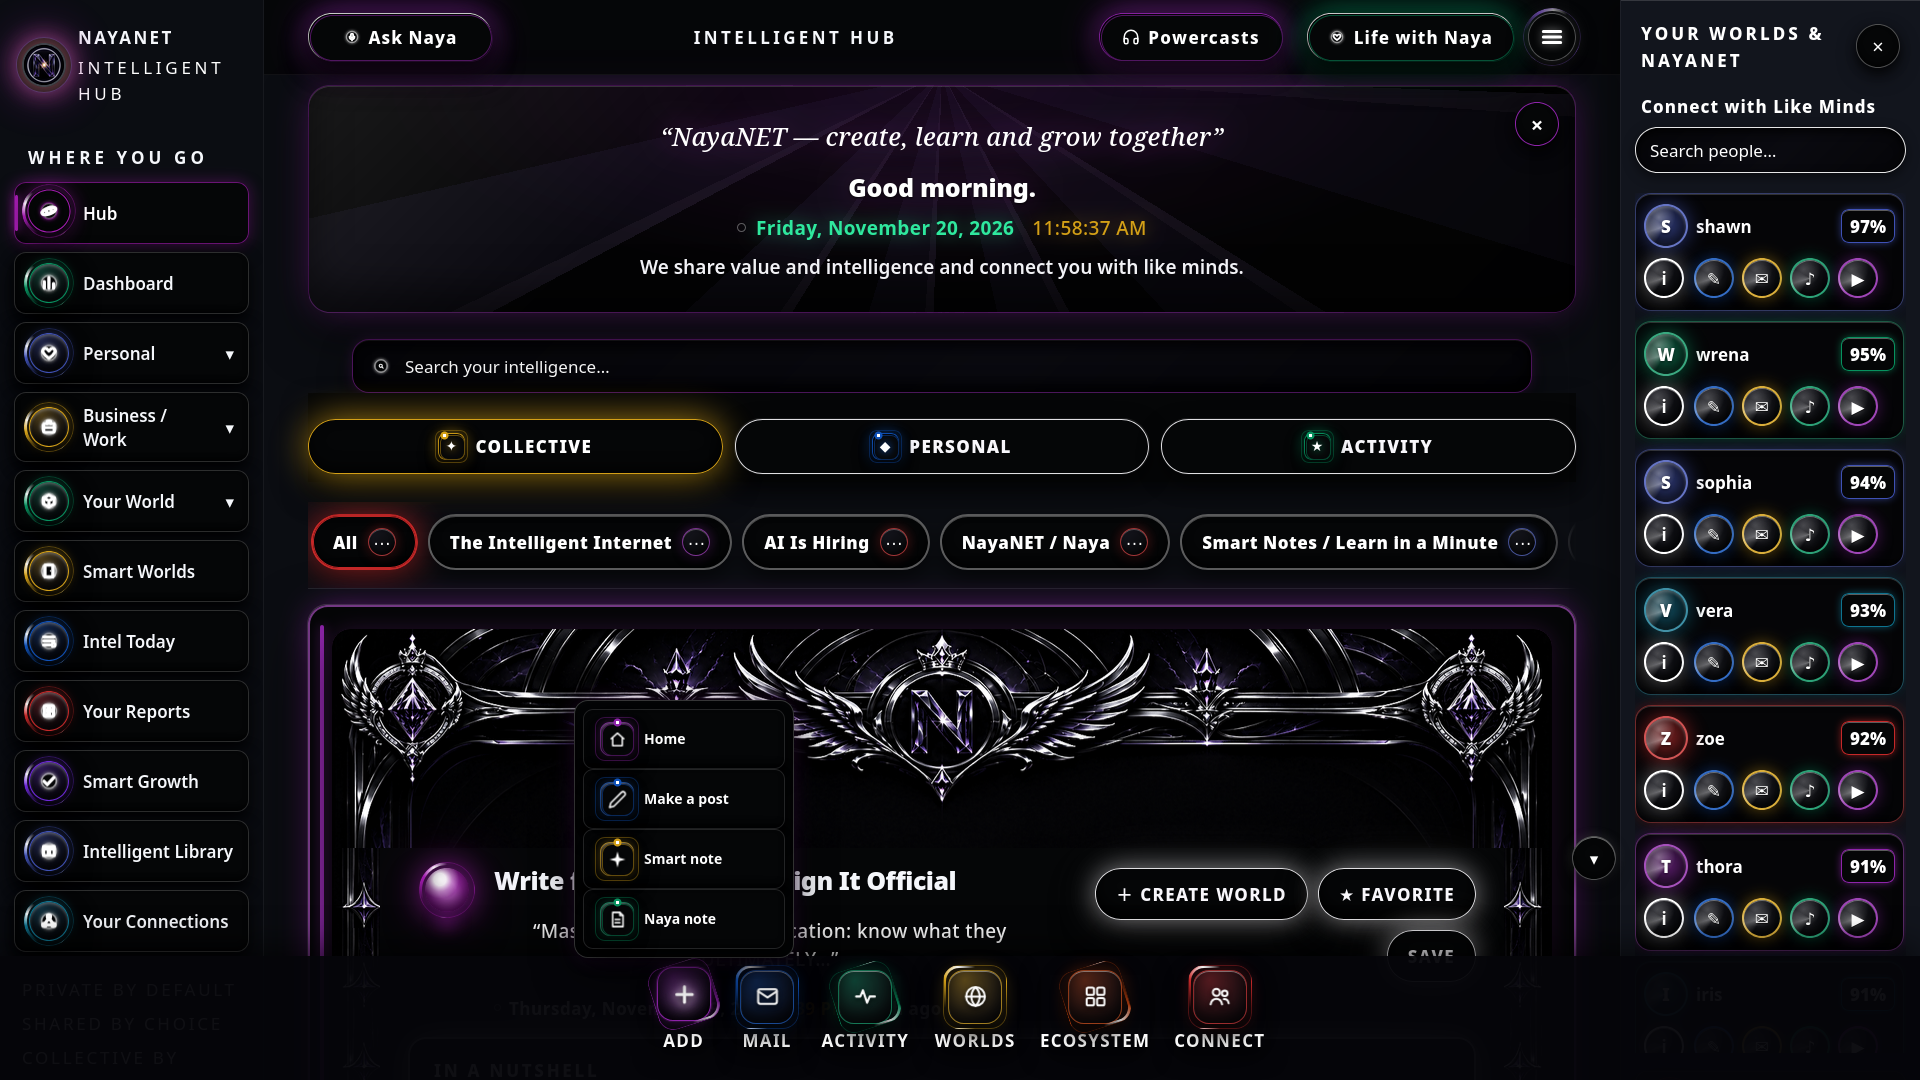 NAYANET
INTELLIGENT
HUB
WHERE YOU GO
Hub
Dashboard
Personal
Business /
Work
Your World
Smart Worlds
Intel Today
Your Reports
Smart Growth
Intelligent Library
Your Connections
PRIVATE BY DEFAULT
SHARED BY CHOICE
COLLECTIVE BY
Ask Naya
INTELLIGENT HUB
Powercasts
Life with Naya
“NayaNET — create, learn and grow together”
Good morning.
Friday, November 20, 2026 11:58:37 AM
We share value and intelligence and connect you with like minds.
Search your intelligence...
COLLECTIVE
PERSONAL
ACTIVITY
All
The Intelligent Internet
AI Is Hiring
NayaNET / Naya
Smart Notes / Learn in a Minute
N
Home
Make a post
Smart note
Naya note
Write
ign It Official
cation: know what they
+ CREATE WORLD
★ FAVORITE
SAVE
Thursday,
ago
IN A NUTSHELL
ADD
MAIL
ACTIVITY
WORLDS
ECOSYSTEM
CONNECT
YOUR WORLDS &
NAYANET
Connect with Like Minds
Search people...
S shawn 97%
W wrena 95%
S sophia 94%
V vera 93%
Z zoe 92%
T thora 91%
I iris 91%